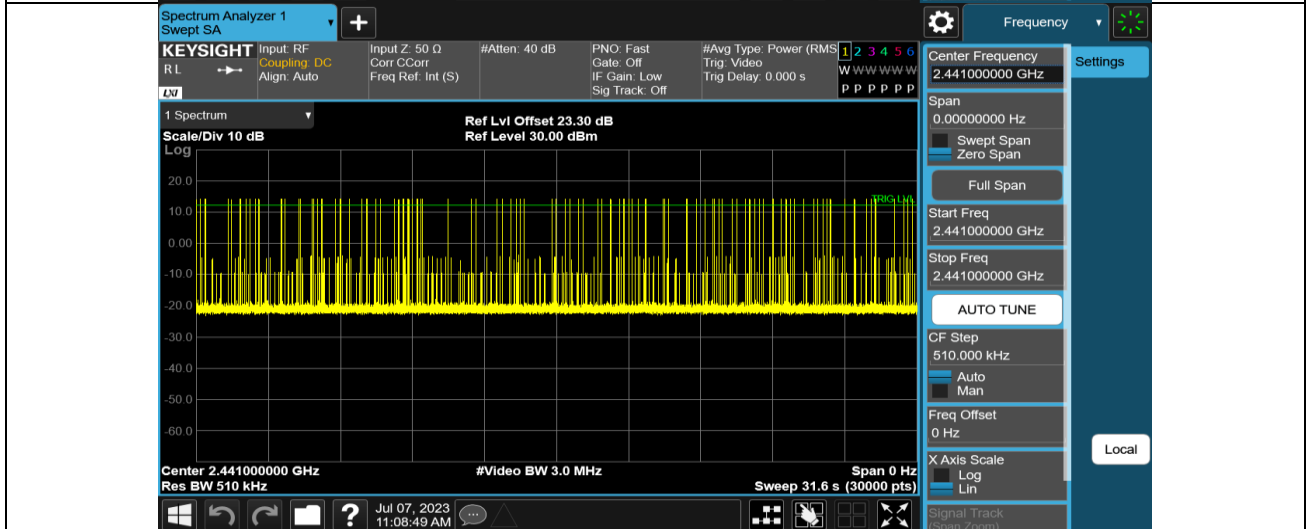 Spectrum Analyzer 1
Swept SA
Frequency
KEYSIGHT
RL
LXI
Input: RF
Coupling: DC
Align: Auto
Input Z: 50 Ω
Corr CCorr
Freq Ref: Int (S)
#Atten: 40 dB
PNO: Fast
Gate: Off
IF Gain: Low
Sig Track: Off
#Avg Type: Power (RMS
Trig: Video
Trig Delay: 0.000 s
1 2 3 4 5 6
W W W W W W
P P P P P P
1 Spectrum
Scale/Div 10 dB
Log
Ref Lvl Offset 23.30 dB
Ref Level 30.00 dBm
TRIG LVL
20.0
10.0
0.00
-10.0
-20.0
-30.0
-40.0
-50.0
-60.0
Center 2.441000000 GHz
Res BW 510 kHz
#Video BW 3.0 MHz
Span 0 Hz
Sweep 31.6 s (30000 pts)
Center Frequency
2.441000000 GHz
Span
0.00000000 Hz
Swept Span
Zero Span
Full Span
Start Freq
2.441000000 GHz
Stop Freq
2.441000000 GHz
AUTO TUNE
CF Step
510.000 kHz
Auto
Man
Freq Offset
0 Hz
X Axis Scale
Log
Lin
Signal Track
(Span Zoom)
Settings
Local
?
Jul 07, 2023
11:08:49 AM